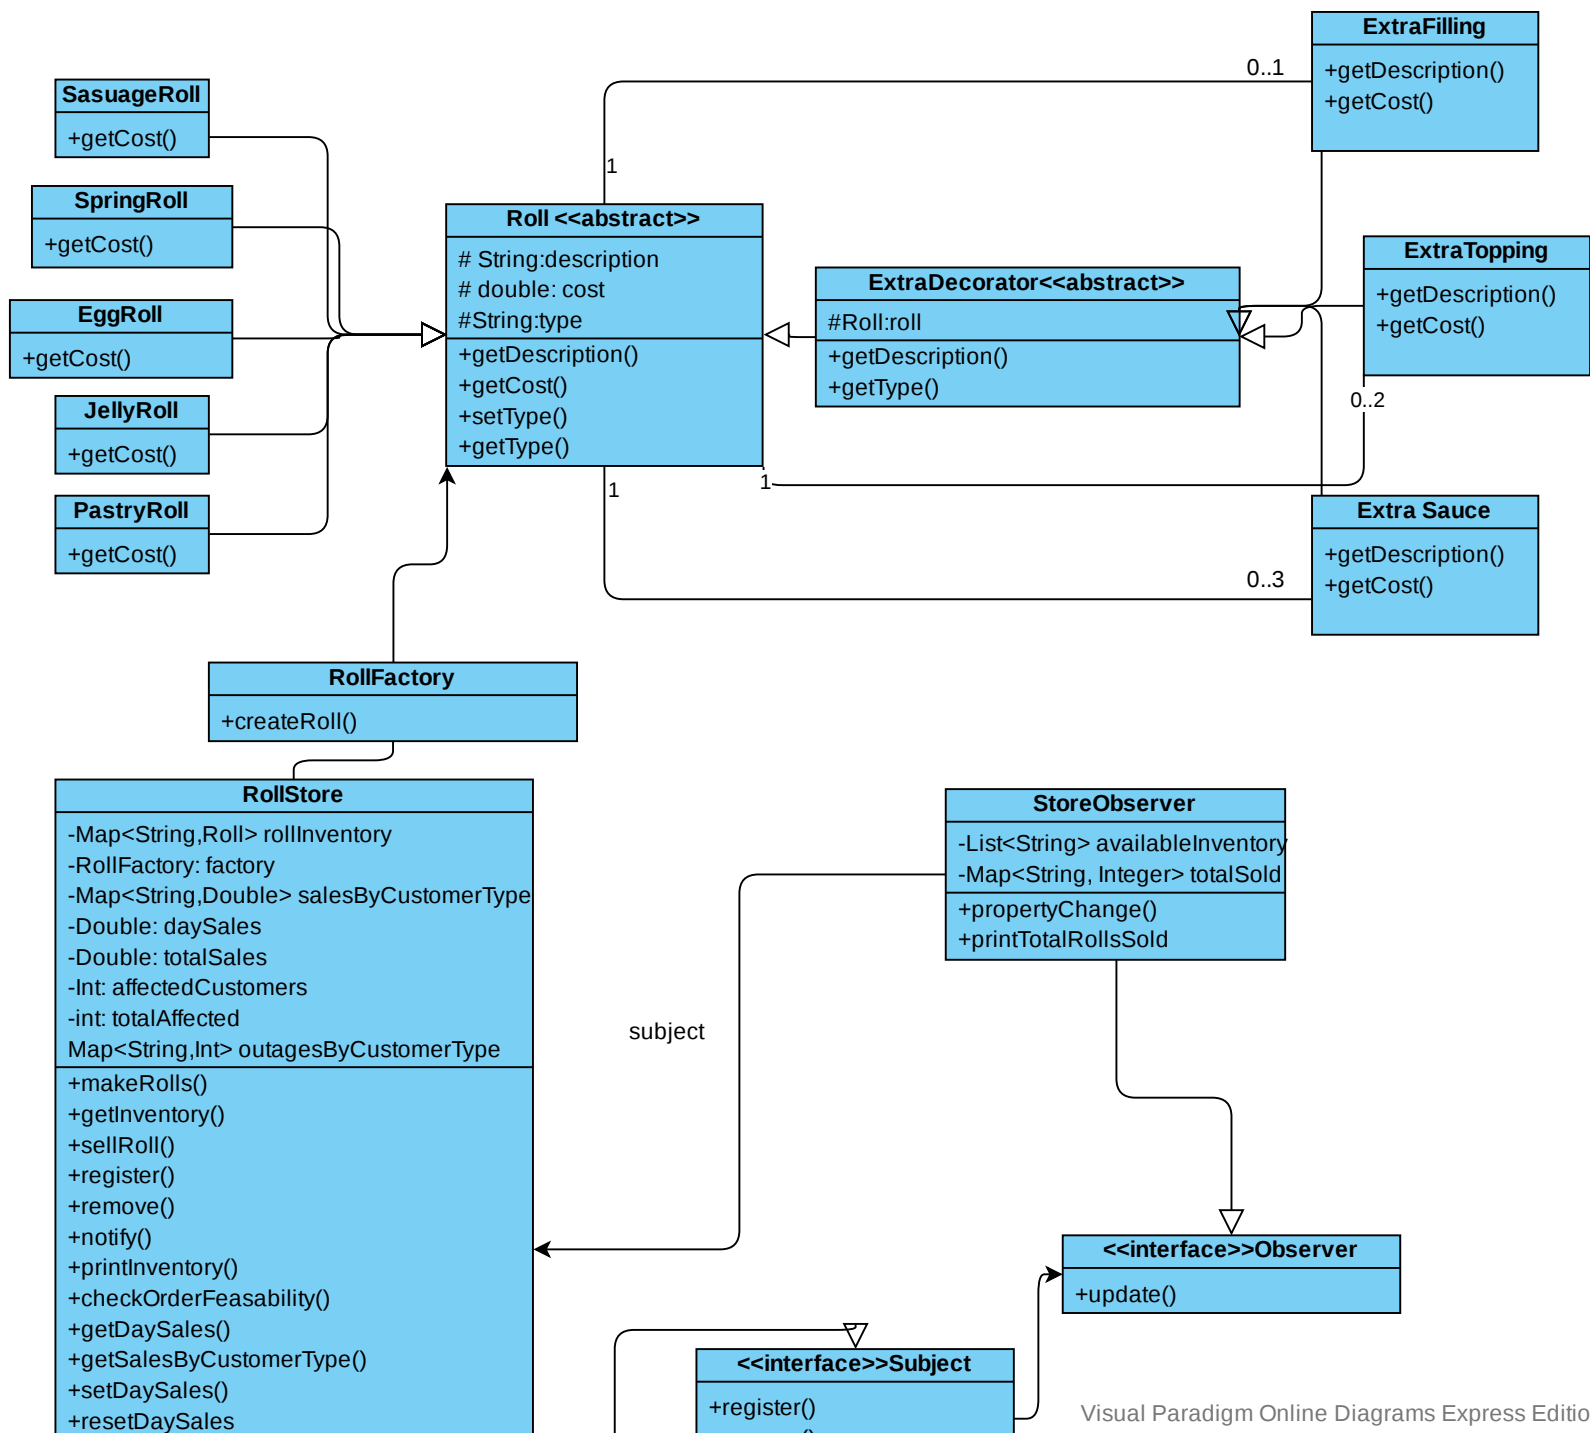 ExtraFilling
+getDescription()
+getCost()
0..1
SasuageRoll
+getCost()
SpringRoll
+getCost()
EggRoll
+getCost()
JellyRoll
+getCost()
PastryRoll
+getCost()
1
Roll <<abstract>>
# String:description
# double: cost
#String:type
+getDescription()
+getCost()
+setType()
+getType()
ExtraDecorator<<abstract>>
#Roll:roll
+getDescription()
+getType()
ExtraTopping
+getDescription()
+getCost()
0..2
1
1
Extra Sauce
+getDescription()
+getCost()
0..3
RollFactory
+createRoll()
RollStore
-Map<String,Roll> rollInventory
-RollFactory: factory
-Map<String,Double> salesByCustomerType
-Double: daySales
-Double: totalSales
-Int: affectedCustomers
-int: totalAffected
Map<String,Int> outagesByCustomerType
+makeRolls()
+getInventory()
+sellRoll()
+register()
+remove()
+notify()
+printInventory()
+checkOrderFeasability()
+getDaySales()
+getSalesByCustomerType()
+setDaySales()
+resetDaySales
StoreObserver
-List<String> availableInventory
-Map<String, Integer> totalSold
+propertyChange()
+printTotalRollsSold
subject
<<interface>>Observer
+update()
<<interface>>Subject
+register()
Visual Paradigm Online Diagrams Express Editio